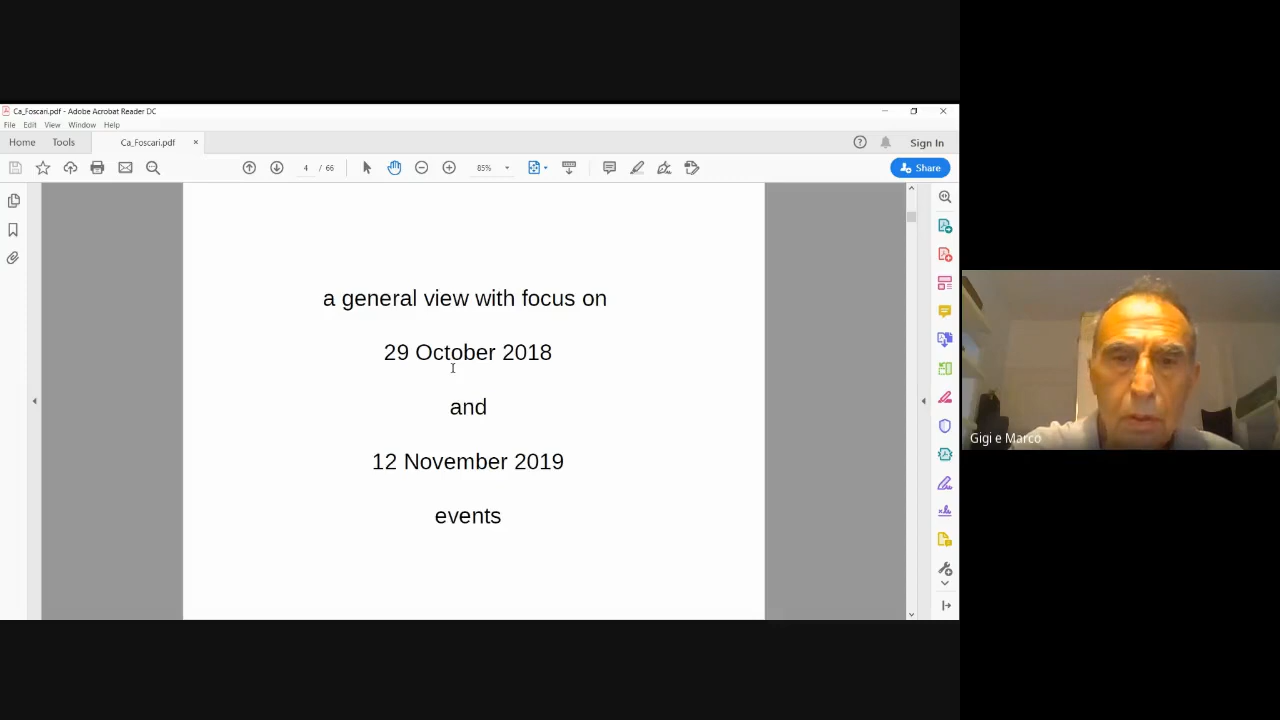 Ca_Foscari.pdf - Adobe Acrobat Reader DC
File Edit View Window Help
Home Tools Ca_Foscari.pdf × Sign In
4 / 66 85% Share
a general view with focus on
29 October 2018
and
12 November 2019
events
Gigi e Marco